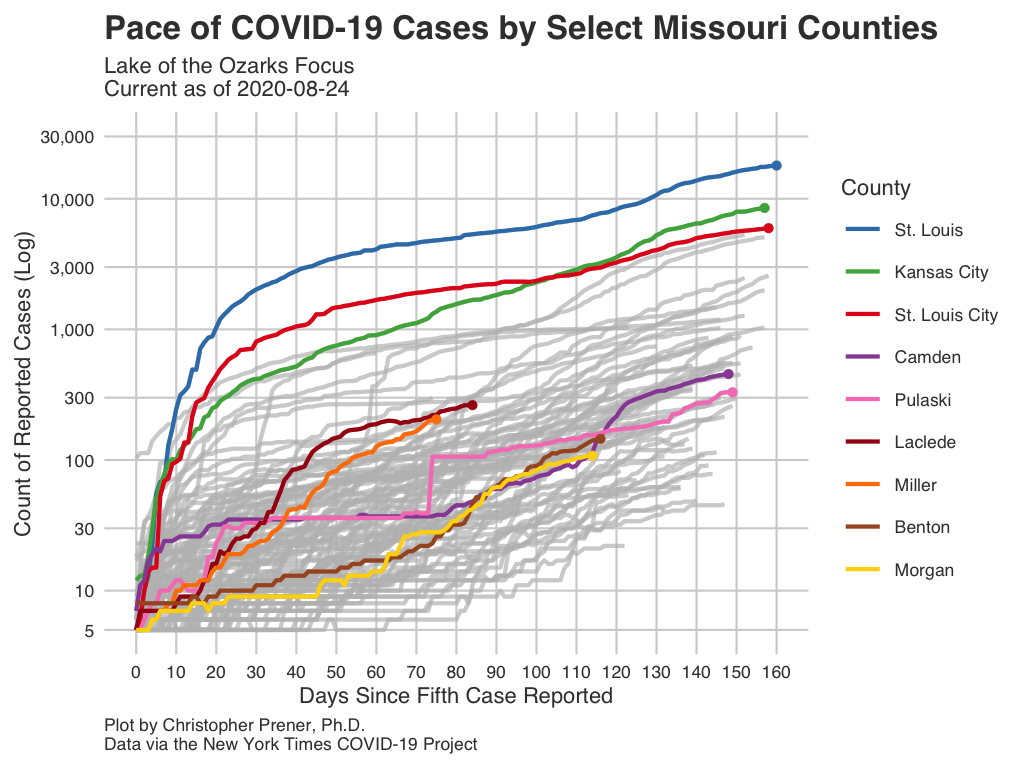 Pace of COVID-19 Cases by Select Missouri Counties
Lake of the Ozarks Focus
Current as of 2020-08-24
Count of Reported Cases (Log)
30,000
10,000
3,000
1,000
300
100
30
10
5
0 10 20 30 40 50 60 70 80 90 100 110 120 130 140 150 160
Days Since Fifth Case Reported
County
St. Louis
Kansas City
St. Louis City
Camden
Pulaski
Laclede
Miller
Benton
Morgan
Plot by Christopher Prener, Ph.D.
Data via the New York Times COVID-19 Project